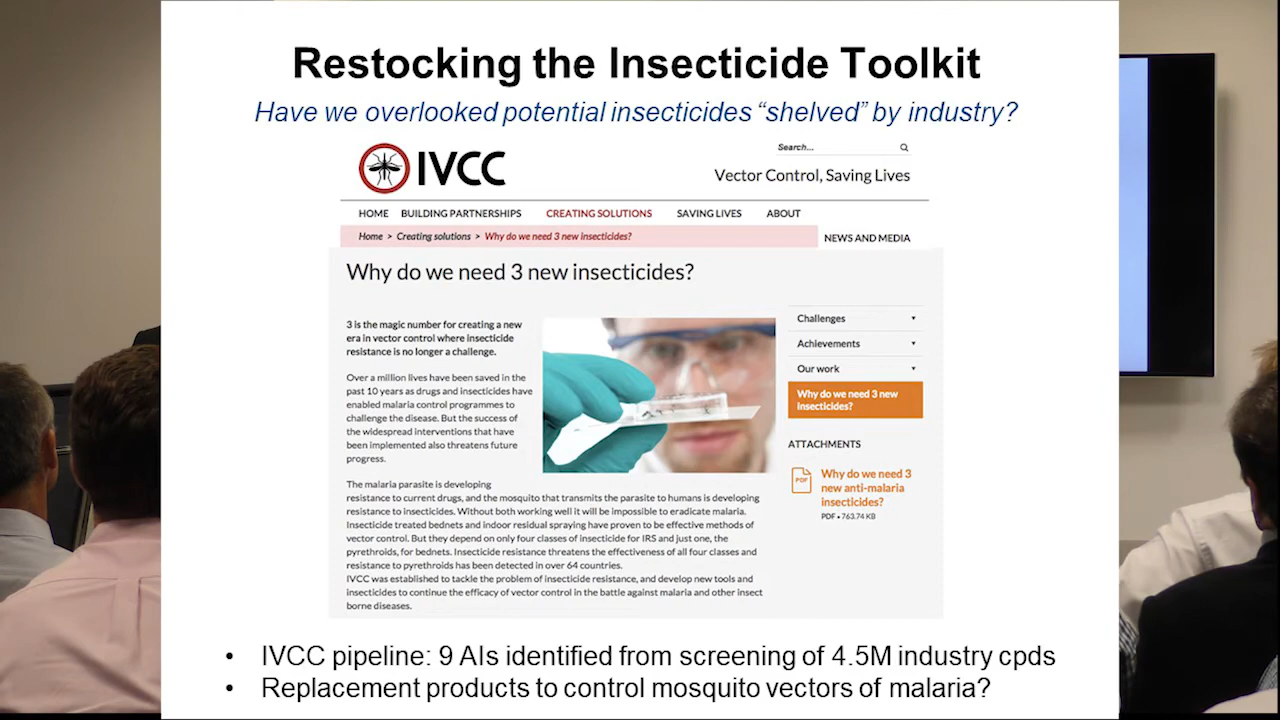 Restocking the Insecticide Toolkit
Have we overlooked potential insecticides “shelved” by industry?
IVCC
Search...
Vector Control, Saving Lives
HOME BUILDING PARTNERSHIPS CREATING SOLUTIONS SAVING LIVES ABOUT
Home > Creating solutions > Why do we need 3 new insecticides?
NEWS AND MEDIA
Why do we need 3 new insecticides?
3 is the magic number for creating a new
era in vector control where insecticide
resistance is no longer a challenge.
Over a million lives have been saved in the
past 10 years as drugs and insecticides have
enabled malaria control programmes to
challenge the disease. But the success of
the widespread interventions that have
been implemented also threatens future
progress.
The malaria parasite is developing
resistance to current drugs, and the mosquito that transmits the parasite to humans is developing
resistance to insecticides. Without both working well it will be impossible to eradicate malaria.
Insecticide treated bednets and indoor residual spraying have proven to be effective methods of
vector control. But they depend on only four classes of insecticide for IRS and just one, the
pyrethroids, for bednets. Insecticide resistance threatens the effectiveness of all four classes and
resistance to pyrethroids has been detected in over 64 countries.
IVCC was established to tackle the problem of insecticide resistance, and develop new tools and
insecticides to continue the efficacy of vector control in the battle against malaria and other insect
borne diseases.
Challenges
Achievements
Our work
Why do we need 3 new
insecticides?
ATTACHMENTS
PDF
Why do we need 3
new anti-malaria
insecticides?
PDF • 763.74 KB
• IVCC pipeline: 9 AIs identified from screening of 4.5M industry cpds
• Replacement products to control mosquito vectors of malaria?